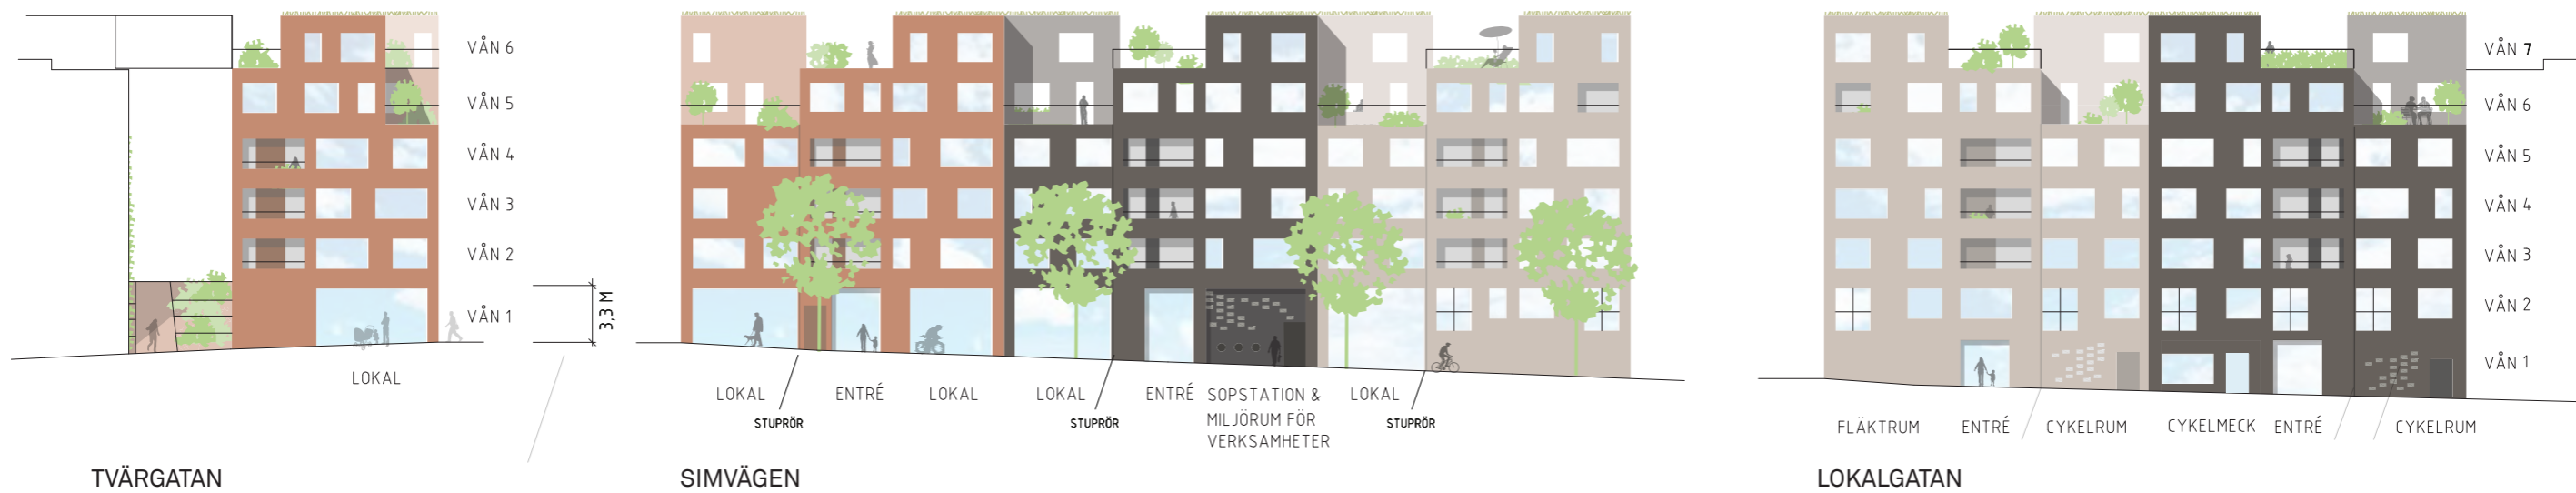 VÅN 6
VÅN 5
VÅN 4
VÅN 3
VÅN 2
VÅN 1
3,3 M
LOKAL
TVÄRGATAN
LOKAL
STUPRÖR
ENTRÉ
LOKAL
LOKAL
STUPRÖR
ENTRÉ
SOPSTATION &
MILJÖRUM FÖR
VERKSAMHETER
LOKAL
STUPRÖR
SIMVÄGEN
VÅN 7
VÅN 6
VÅN 5
VÅN 4
VÅN 3
VÅN 2
VÅN 1
FLÄKTRUM
ENTRÉ
CYKELRUM
CYKELMECK
ENTRÉ
CYKELRUM
LOKALGATAN